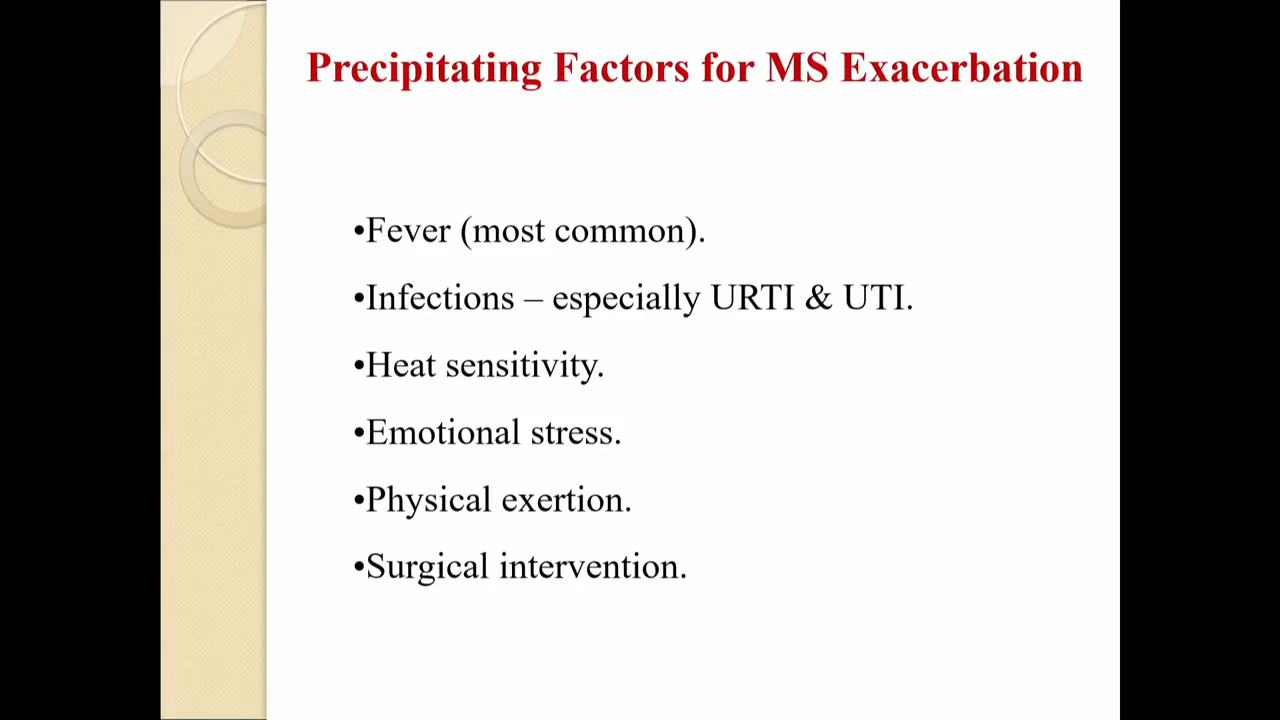 Precipitating Factors for MS Exacerbation
•Fever (most common).
•Infections – especially URTI & UTI.
•Heat sensitivity.
•Emotional stress.
•Physical exertion.
•Surgical intervention.